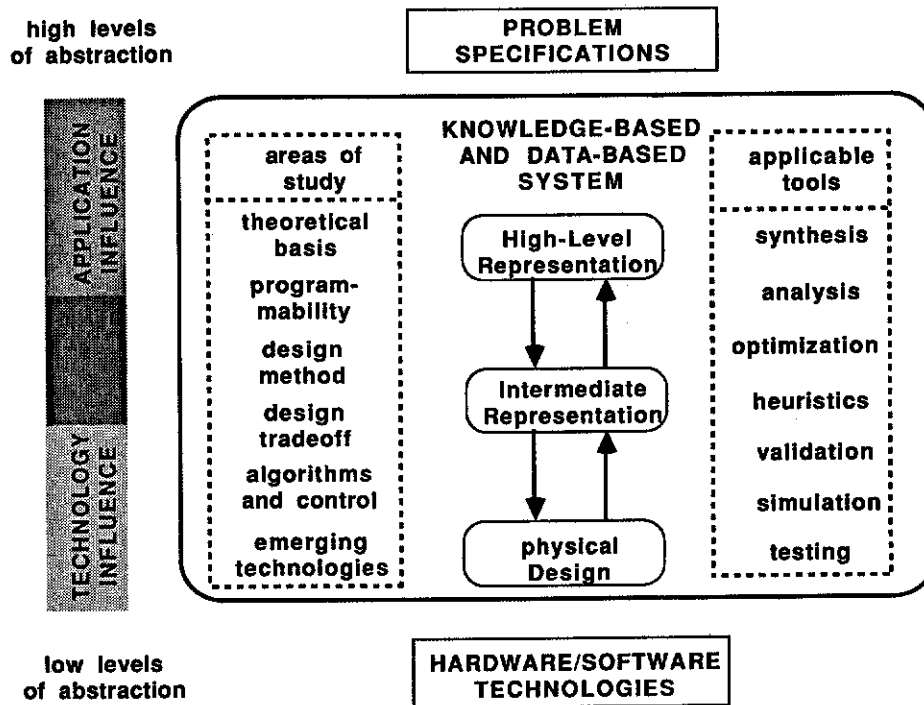 high levels
of abstraction
PROBLEM
SPECIFICATIONS
APPLICATION
INFLUENCE
TECHNOLOGY
INFLUENCE
areas of
study
theoretical
basis
program-
mability
design
method
design
tradeoff
algorithms
and control
emerging
technologies
KNOWLEDGE-BASED
AND DATA-BASED
SYSTEM
High-Level
Representation
Intermediate
Representation
physical
Design
applicable
tools
synthesis
analysis
optimization
heuristics
validation
simulation
testing
low levels
of abstraction
HARDWARE/SOFTWARE
TECHNOLOGIES